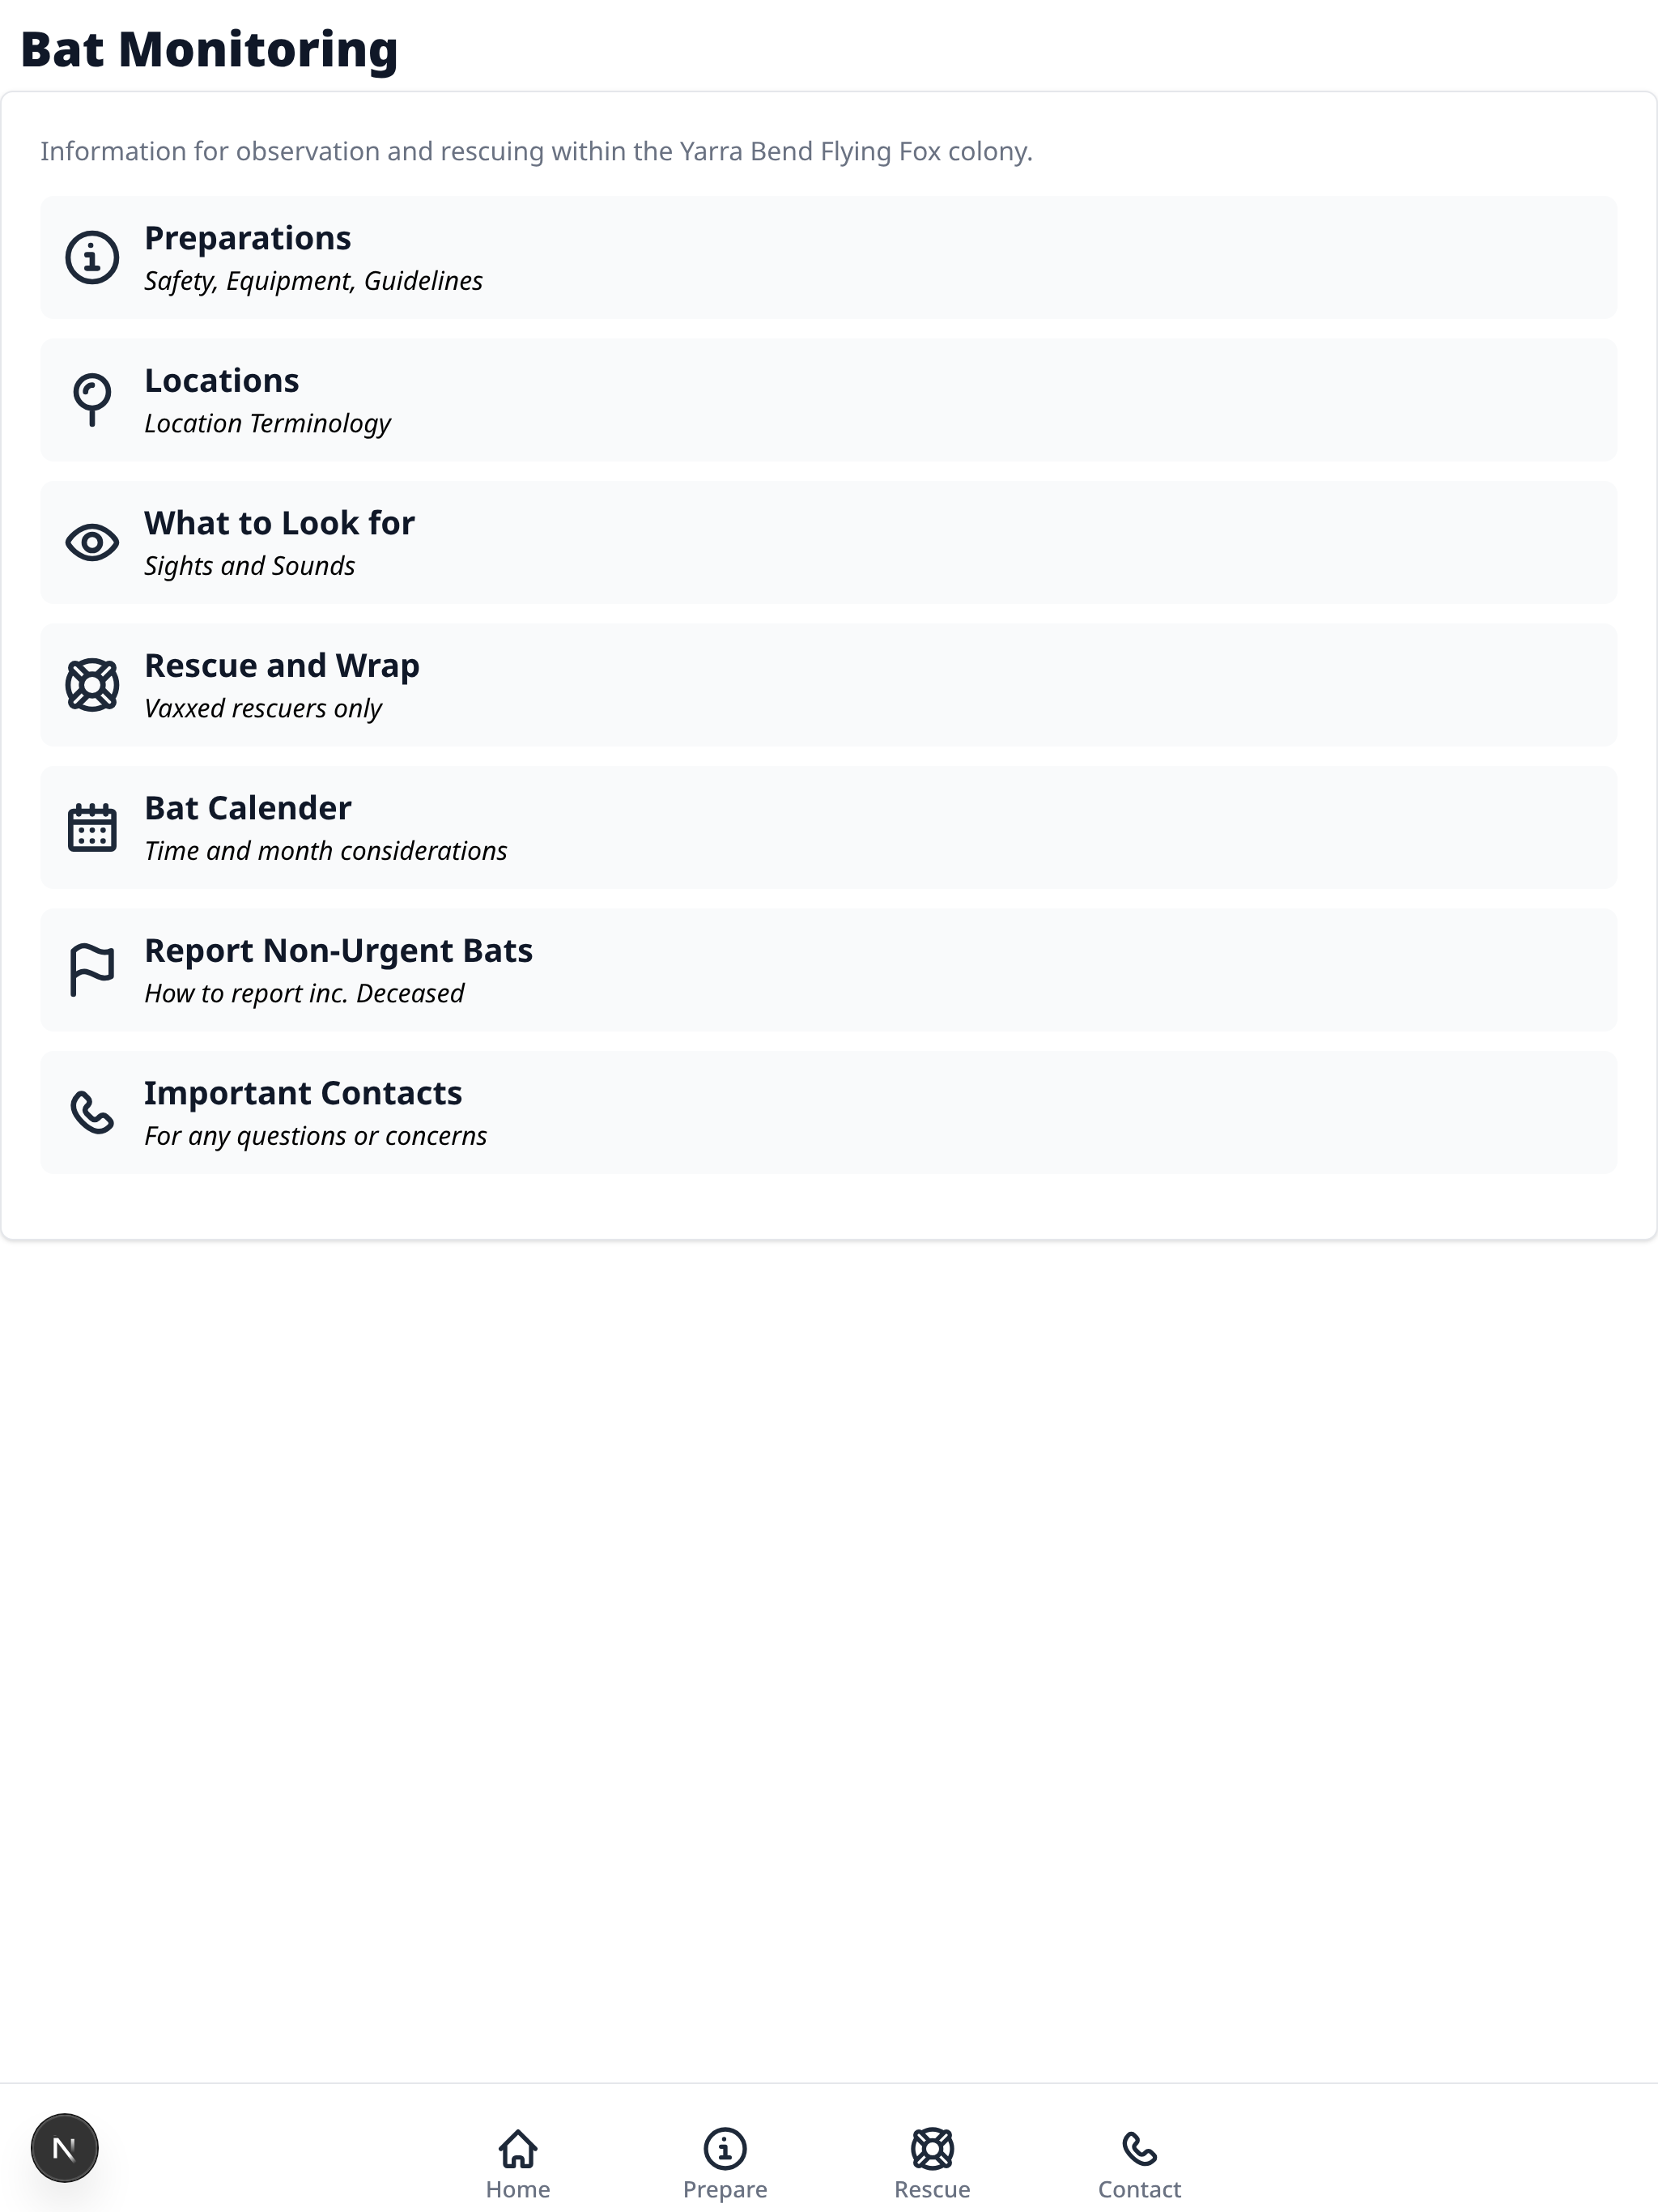 Bat Monitoring
Information for observation and rescuing within the Yarra Bend Flying Fox colony.
Preparations
Safety, Equipment, Guidelines
Locations
Location Terminology
What to Look for
Sights and Sounds
Rescue and Wrap
Vaxxed rescuers only
Bat Calender
Time and month considerations
Report Non-Urgent Bats
How to report inc. Deceased
Important Contacts
For any questions or concerns
N
Home
Prepare
Rescue
Contact